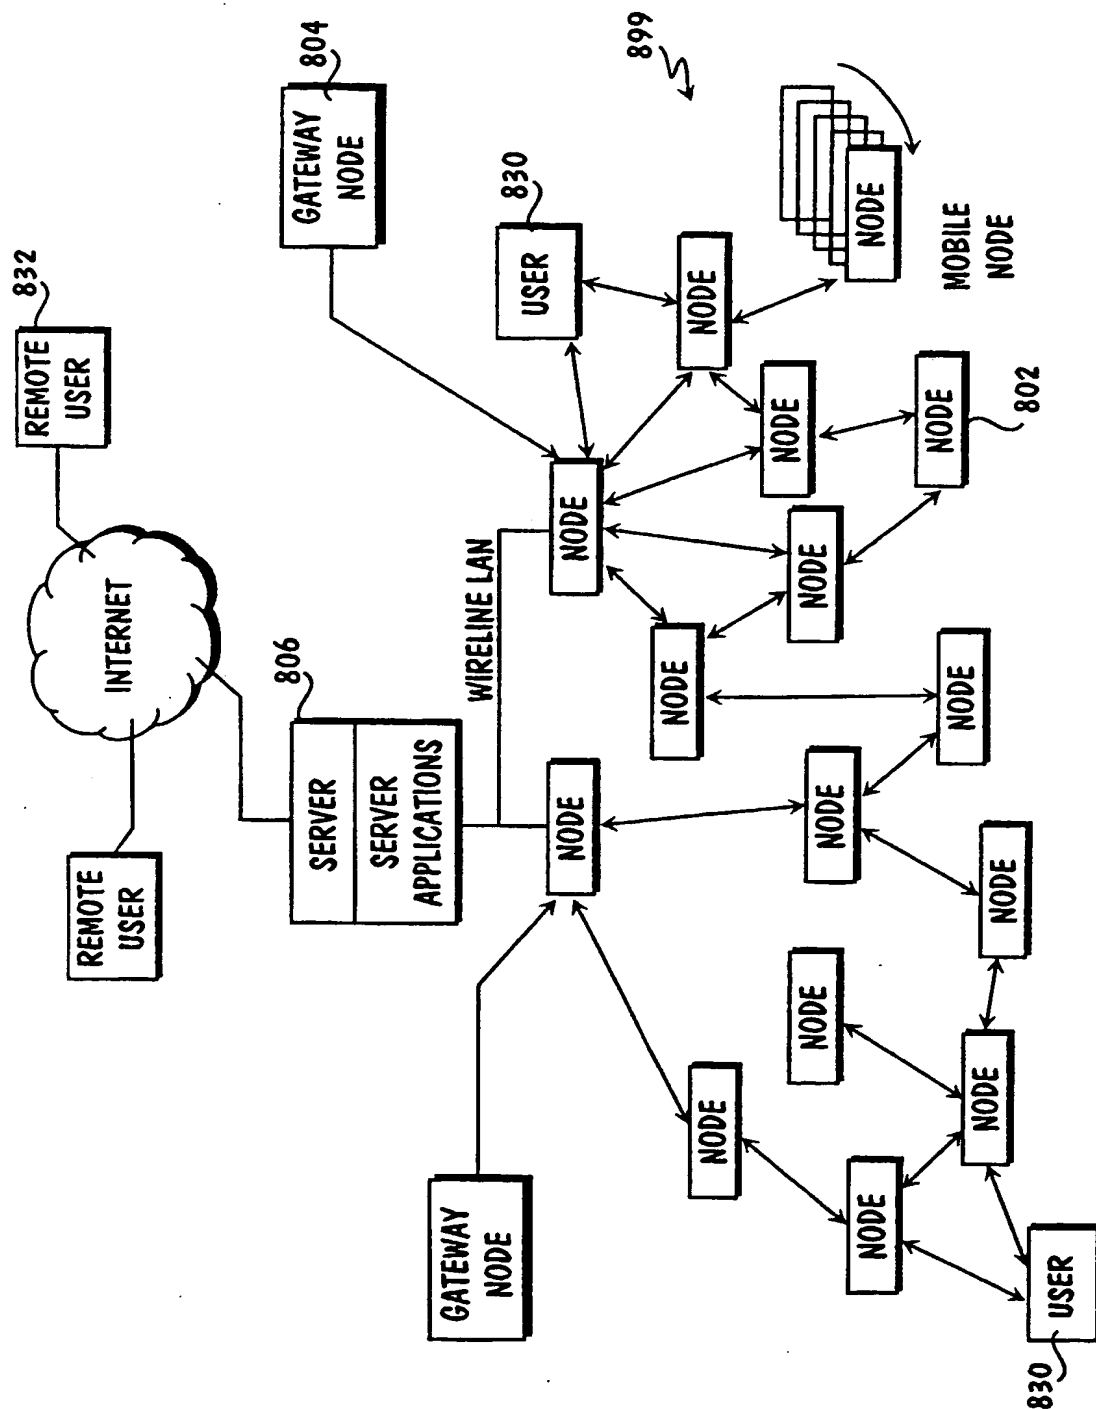 REMOTE
USER
832
REMOTE
USER
INTERNET
806
SERVER
SERVER
APPLICATIONS
WIRELINE LAN
804
GATEWAY
NODE
GATEWAY
NODE
NODE
NODE
830
USER
899
NODE
NODE
MOBILE
NODE
NODE
NODE
802
NODE
NODE
NODE
NODE
NODE
NODE
NODE
NODE
NODE
NODE
USER
830